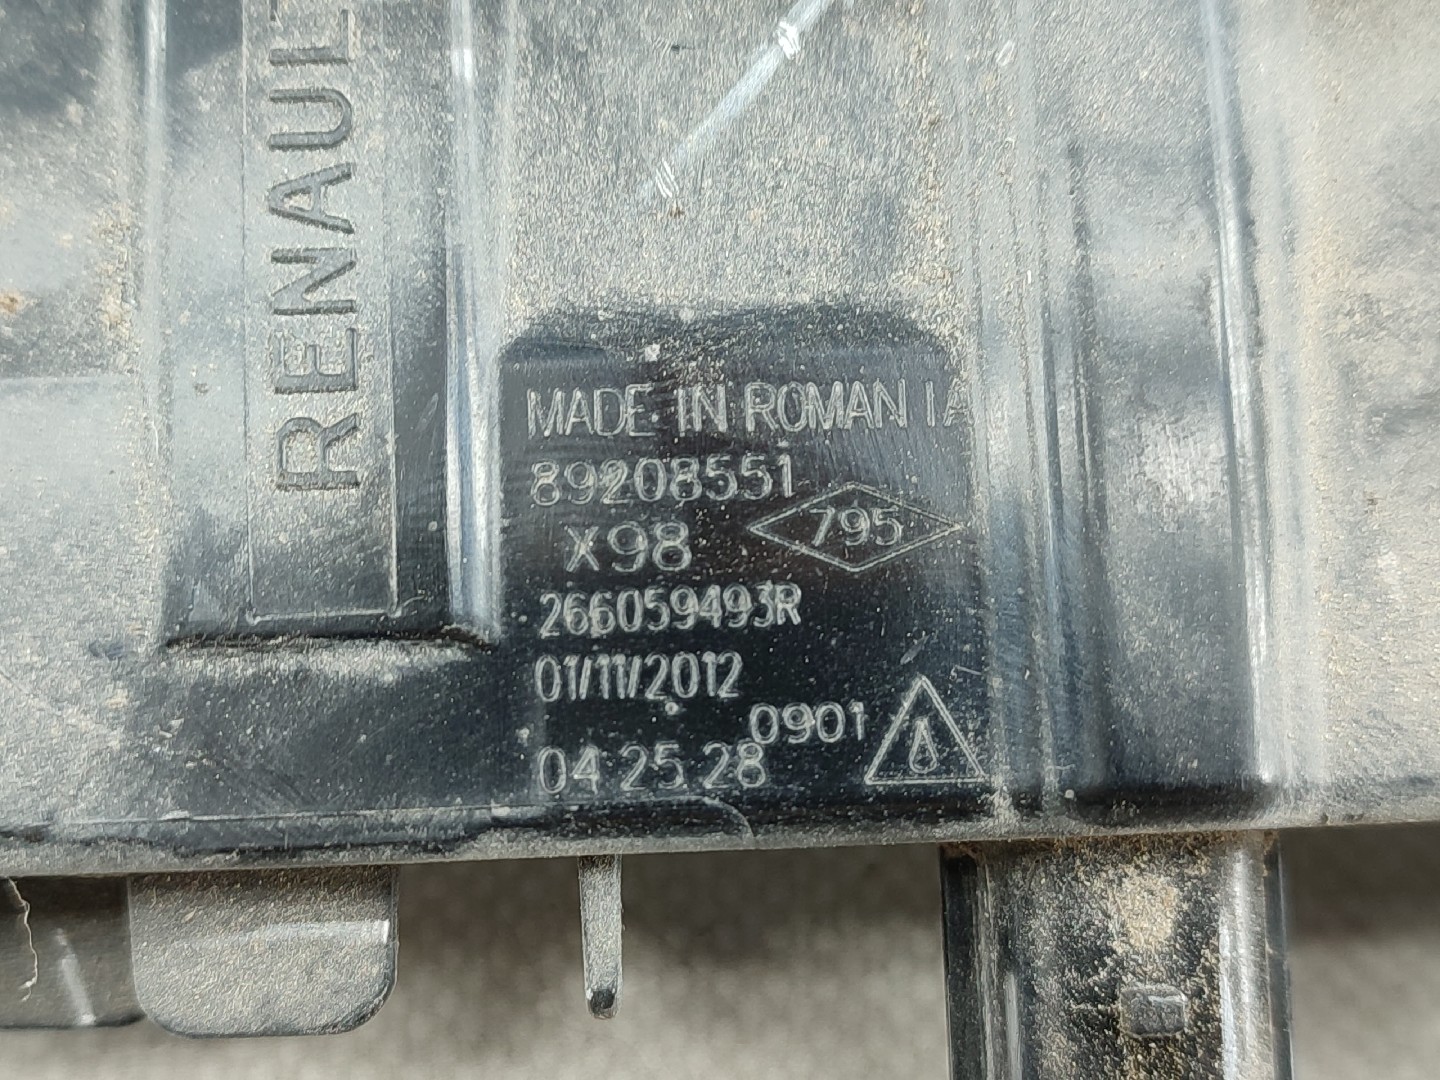 RENAULT
MADE IN ROMANIA
89208551
795
X98
266059493R
01/11/2012
0901
04 25 28